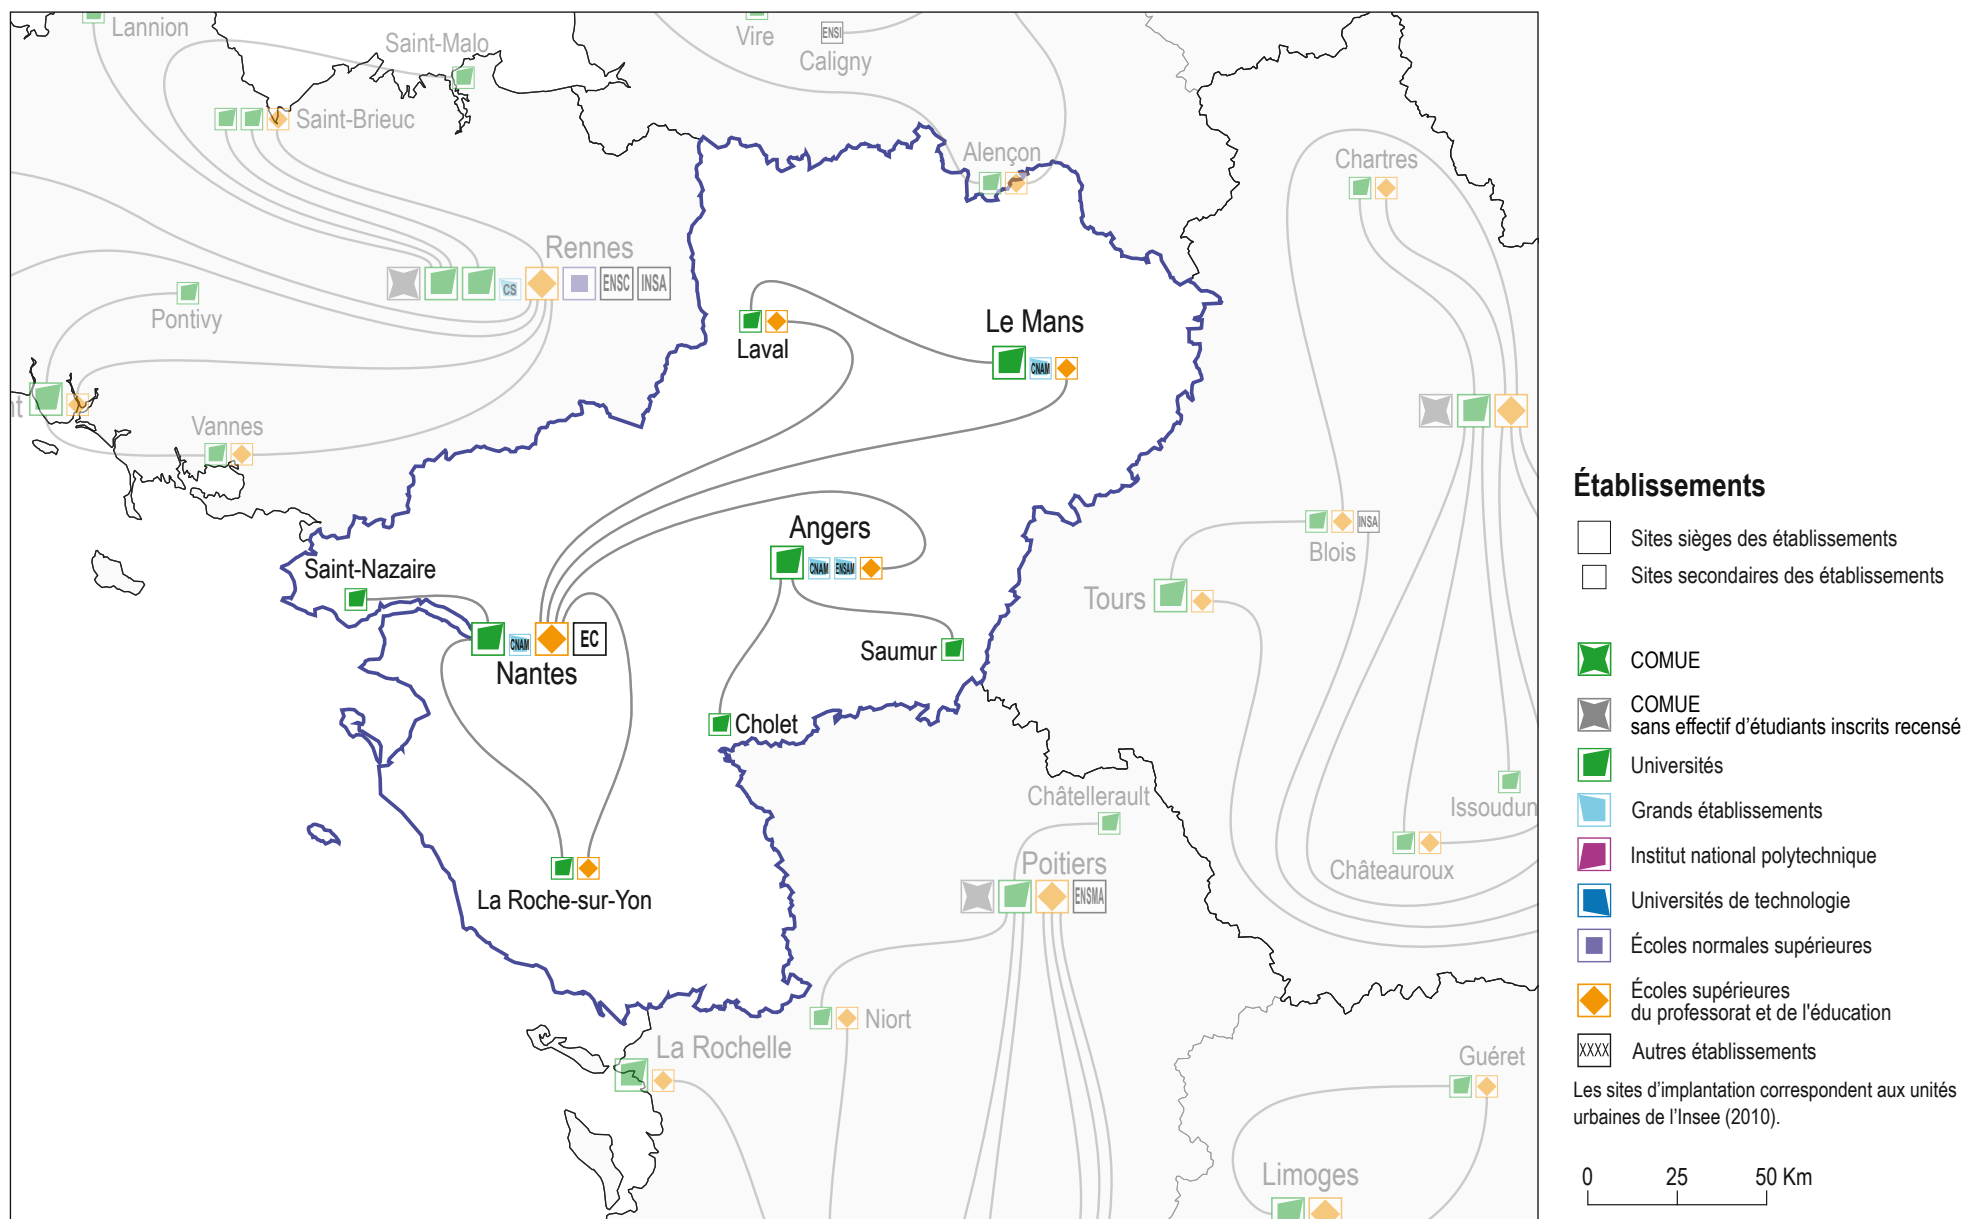 Lannion
Saint-Malo
Vire
ENSI
Caligny
Saint-Brieuc
Alençon
Chartres
Rennes
CS
ENSC
INSA
Pontivy
Laval
Le Mans
CNAM
nt
Vannes
Angers
CNAM
ENSAM
Saint-Nazaire
INSA
Blois
Tours
CNAM
EC
Nantes
Saumur
Cholet
Châtellerault
Issoudun
Poitiers
ENSMA
Châteauroux
La Roche-sur-Yon
Niort
La Rochelle
Guéret
Limoges
Établissements
Sites sièges des établissements
Sites secondaires des établissements
COMUE
COMUE
sans effectif d'étudiants inscrits recensé
Universités
Grands établissements
Institut national polytechnique
Universités de technologie
Écoles normales supérieures
Écoles supérieures
du professorat et de l'éducation
XXXX
Autres établissements
Les sites d'implantation correspondent aux unités
urbaines de l'Insee (2010).
0 25 50 Km